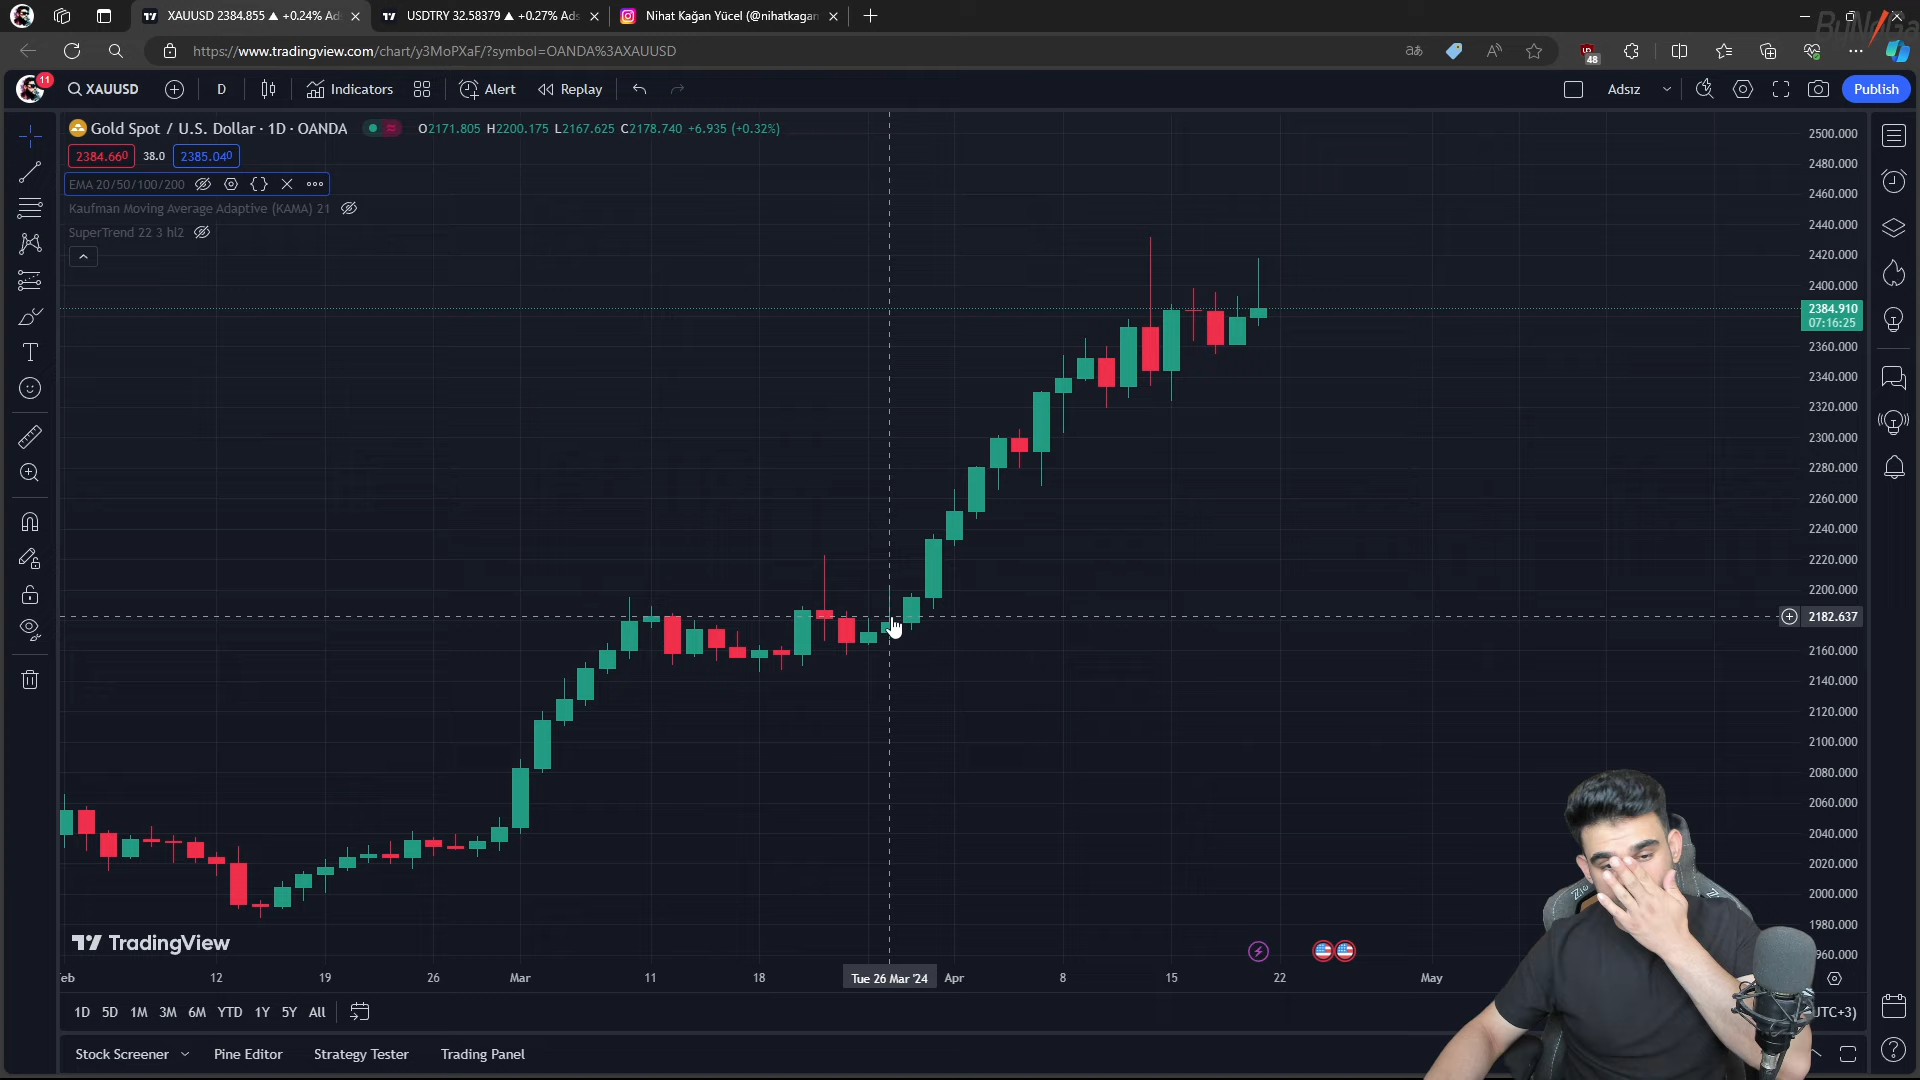 XAUUSD 2384.855 ▲ +0.24% Ads
USDTRY 32.58379 ▲ +0.27% Ads
Nihat Kağan Yücel (@nihatkagan
https://www.tradingview.com/chart/y3MoPXaF/?symbol=OANDA%3AXAUUSD
48
11
XAUUSD
D
Indicators
Alert
Replay
Adsız
Publish
Gold Spot / U.S. Dollar · 1D · OANDA
O2171.805 H2200.175 L2167.625 C2178.740 +6.935 (+0.32%)
2384.660
38.0
2385.040
EMA 20/50/100/200
Kaufman Moving Average Adaptive (KAMA) 21
SuperTrend 22 3 hl2
2500.000
2480.000
2460.000
2440.000
2420.000
2400.000
2384.910
07:16:25
2360.000
2340.000
2320.000
2300.000
2280.000
2260.000
2240.000
2220.000
2200.000
2182.637
2160.000
2140.000
2120.000
2100.000
2080.000
2060.000
2040.000
2020.000
2000.000
1980.000
960.000
TradingView
eb
12
19
26
Mar
11
18
Tue 26 Mar '24
Apr
8
15
22
May
1D 5D 1M 3M 6M YTD 1Y 5Y All
UTC+3)
Stock Screener
Pine Editor
Strategy Tester
Trading Panel